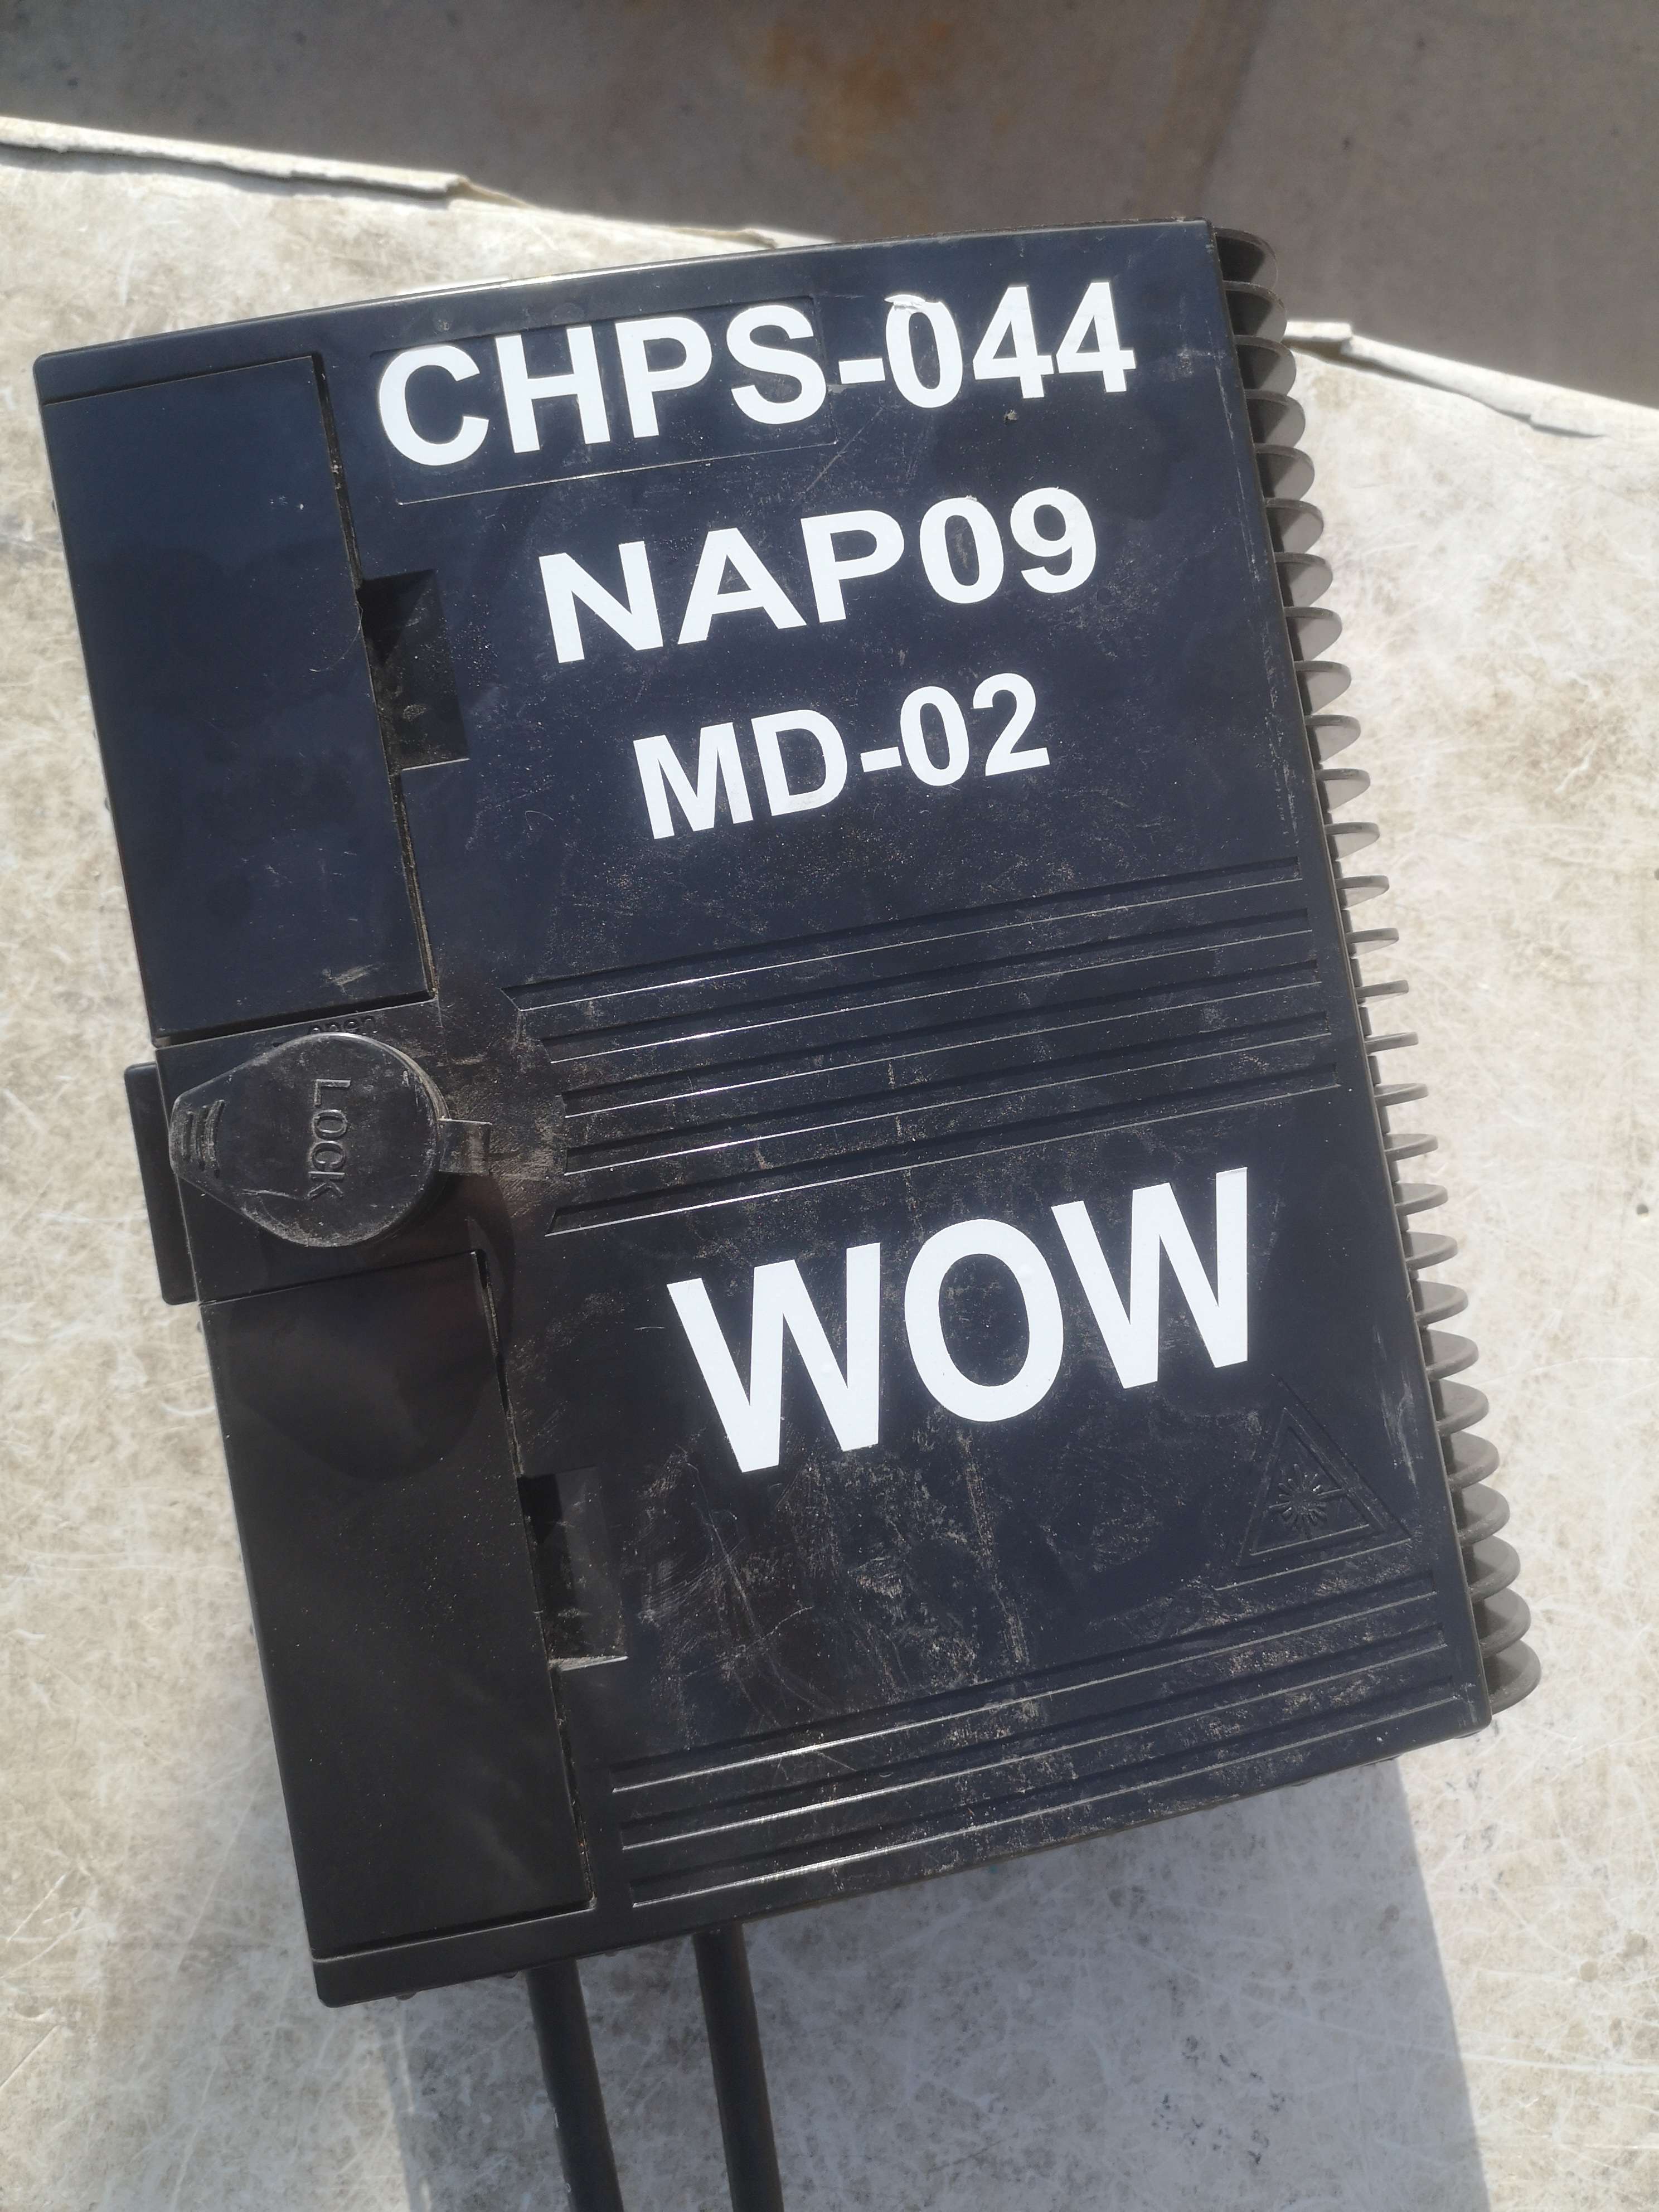 CHPS-044
NAP09
MD-02
LOCK
WOW